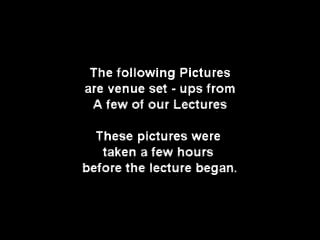 The following Pictures
are venue set - ups from
A few of our Lectures
These pictures were
taken a few hours
before the lecture began.